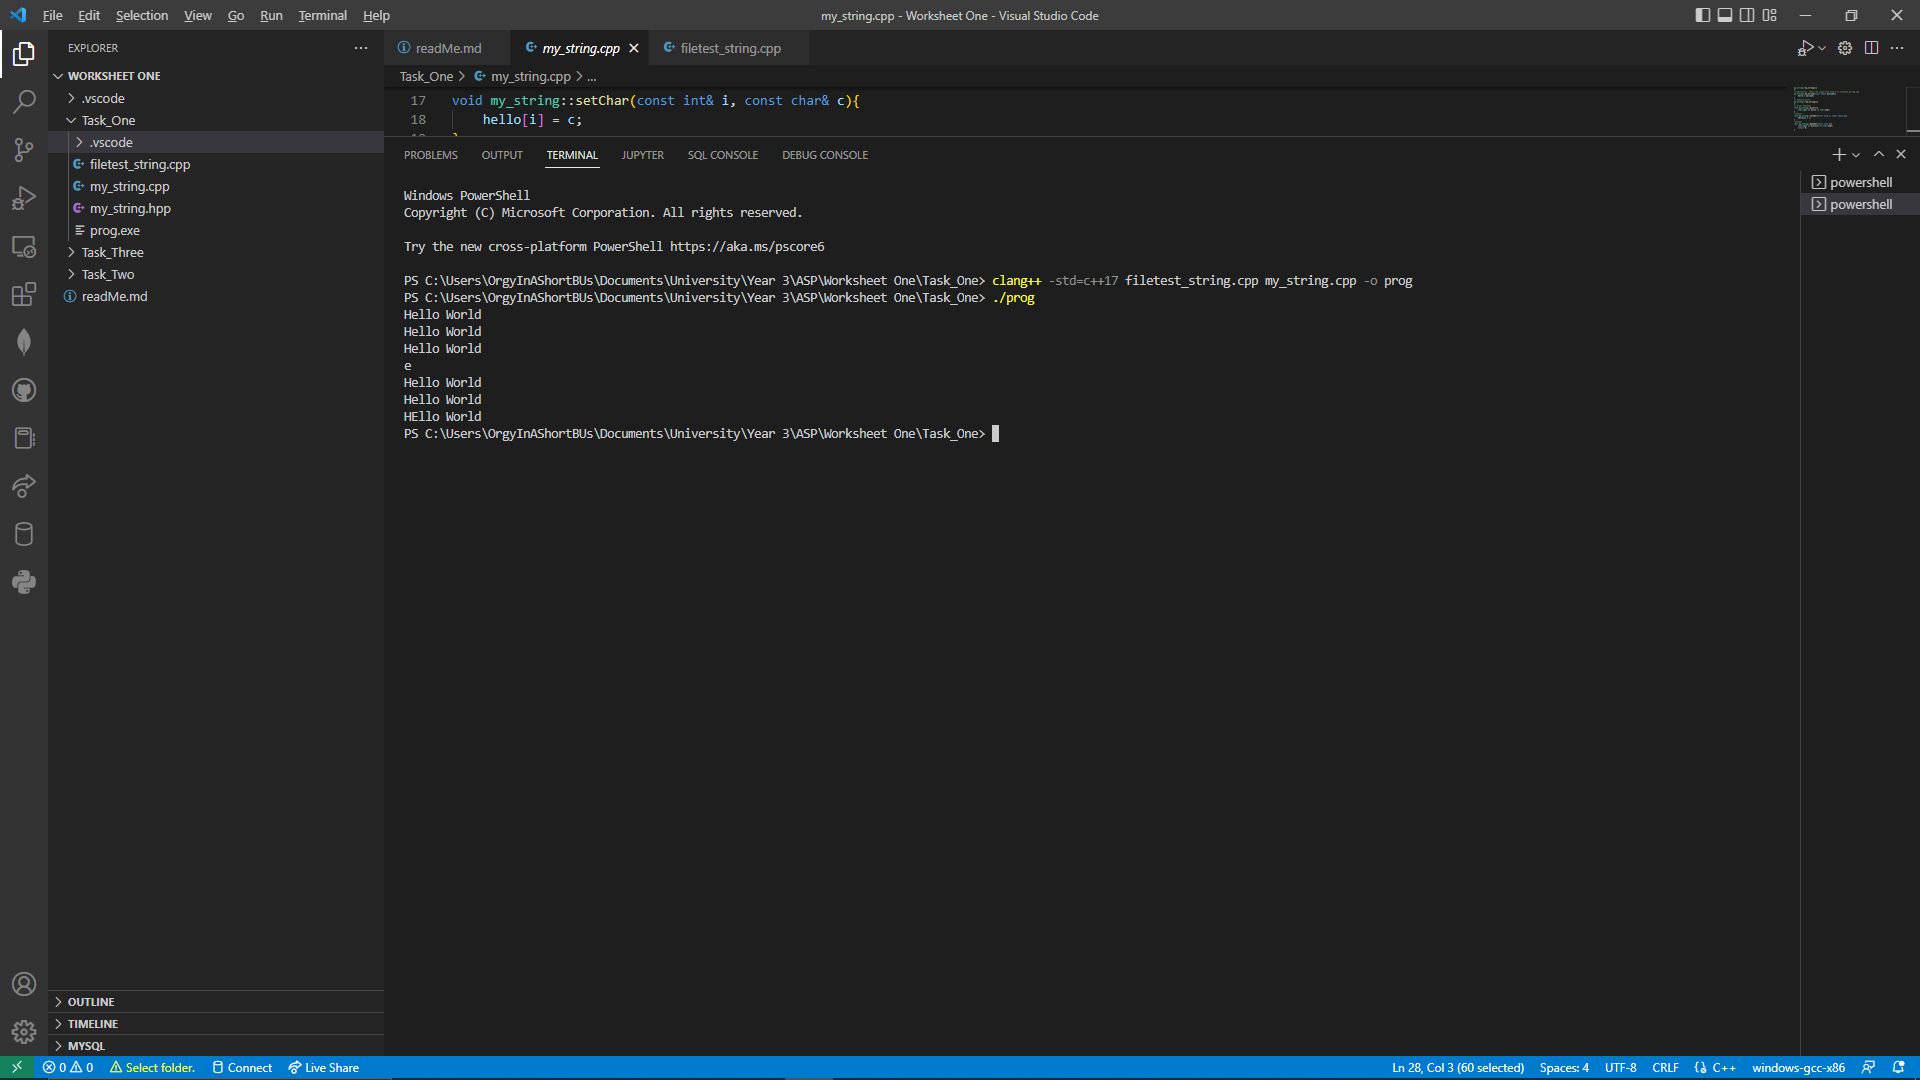 File Edit Selection View Go Run Terminal Help
my_string.cpp - Worksheet One - Visual Studio Code
EXPLORER
WORKSHEET ONE
.vscode
Task_One
.vscode
filetest_string.cpp
my_string.cpp
my_string.hpp
prog.exe
Task_Three
Task_Two
readMe.md
OUTLINE
TIMELINE
MYSQL
readMe.md my_string.cpp filetest_string.cpp
Task_One > my_string.cpp > ...
17 void my_string::setChar(const int& i, const char& c){
18 hello[i] = c;
PROBLEMS OUTPUT TERMINAL JUPYTER SQL CONSOLE DEBUG CONSOLE
Windows PowerShell
Copyright (C) Microsoft Corporation. All rights reserved.
Try the new cross-platform PowerShell https://aka.ms/pscore6
PS C:\Users\OrgyInAShortBUs\Documents\University\Year 3\ASP\Worksheet One\Task_One> clang++ -std=c++17 filetest_string.cpp my_string.cpp -o prog
PS C:\Users\OrgyInAShortBUs\Documents\University\Year 3\ASP\Worksheet One\Task_One> ./prog
Hello World
Hello World
Hello World
e
Hello World
Hello World
HEllo World
PS C:\Users\OrgyInAShortBUs\Documents\University\Year 3\ASP\Worksheet One\Task_One>
powershell
powershell
0 0 Select folder. Connect Live Share
Ln 28, Col 3 (60 selected) Spaces: 4 UTF-8 CRLF C++ windows-gcc-x86